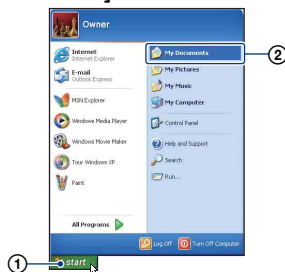 Owner
Internet
Internet Explorer
E-mail
Outlook Express
MSN Explorer
Windows Media Player
Windows Movie Maker
Tour Windows XP
Paint
All Programs
My Documents
My Pictures
My Music
My Computer
Control Panel
Help and Support
Search
Run...
Log Off
Turn Off Computer
start
1
2